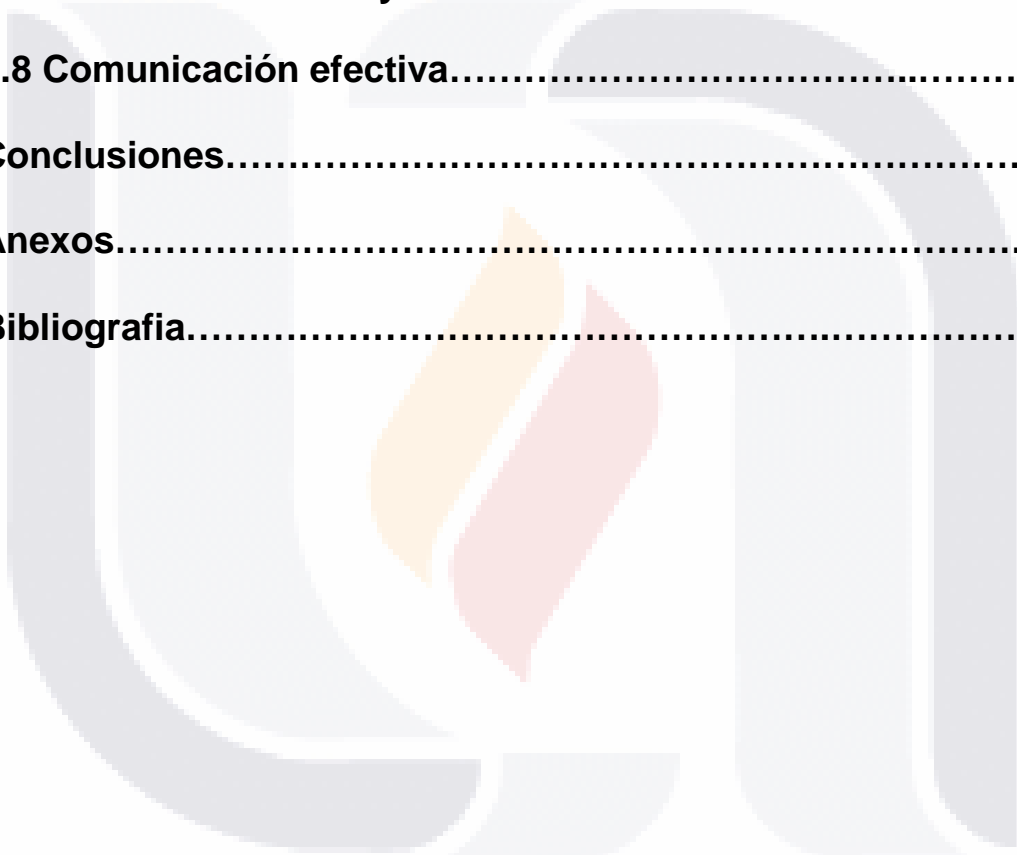 .8 Comunicación efectiva……………………………..………
Conclusiones……………………………………………………….
Anexos…………………………………………………………………
Bibliografia……………………………………………..……………